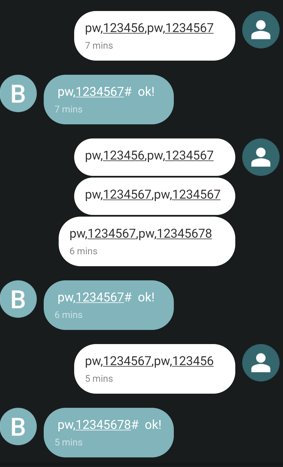 pw,123456,pw,1234567
7 mins
B
pw,1234567# ok!
7 mins
pw,123456,pw,1234567
pw,1234567,pw,1234567
pw,1234567,pw,12345678
6 mins
B
pw,1234567# ok!
6 mins
pw,1234567,pw,123456
5 mins
B
pw,12345678# ok!
5 mins